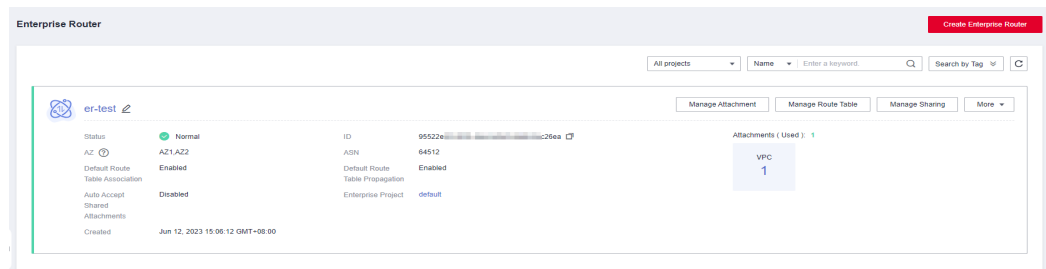 Enterprise Router
Create Enterprise Router
All projects
Name
Enter a keyword.
Search by Tag
er-test
Manage Attachment
Manage Route Table
Manage Sharing
More
Status Normal
ID 95522e c26ea
Attachments ( Used ): 1
AZ AZ1,AZ2
ASN 64512
VPC
1
Default Route Table Association Enabled
Default Route Table Propagation Enabled
Auto Accept Shared Attachments Disabled
Enterprise Project default
Created Jun 12, 2023 15:06:12 GMT+08:00